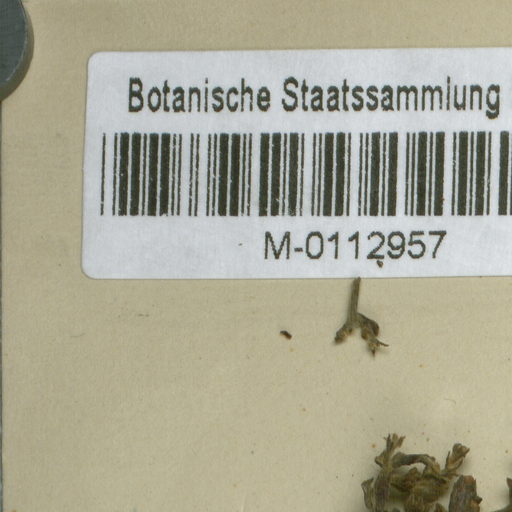 Botanische Staatssammlung
M-0112957